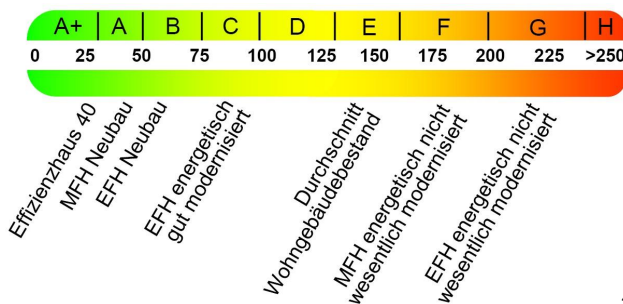 A+ A B C D E F G H
0 25 50 75 100 125 150 175 200 225 >250
Effizienzhaus 40
MFH Neubau
EFH Neubau
EFH energetisch
gut modernisiert
Durchschnitt
Wohngebäudebestand
MFH energetisch nicht
wesentlich modernisiert
EFH energetisch nicht
wesentlich modernisiert